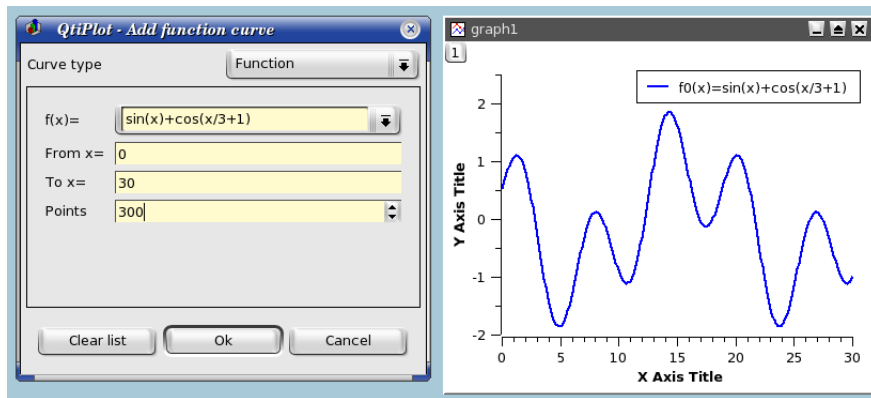 QtiPlot - Add function curve
Curve type
Function
f(x)=
sin(x)+cos(x/3+1)
From x=
0
To x=
30
Points
300
Clear list
Ok
Cancel
graph1
1
f0(x)=sin(x)+cos(x/3+1)
2
1
0
-1
-2
Y Axis Title
0
5
10
15
20
25
30
X Axis Title